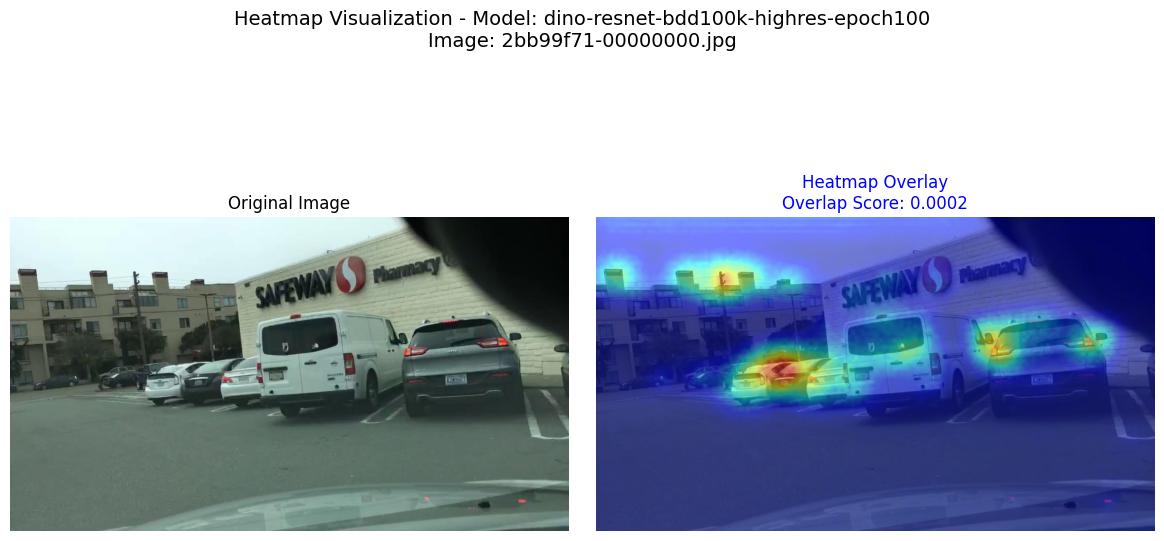 Heatmap Visualization - Model: dino-resnet-bdd100k-highres-epoch100
Image: 2bb99f71-00000000.jpg
Original Image
Heatmap Overlay
Overlap Score: 0.0002
SAFEWAY Pharmacy
SAFEWAY Pharmacy